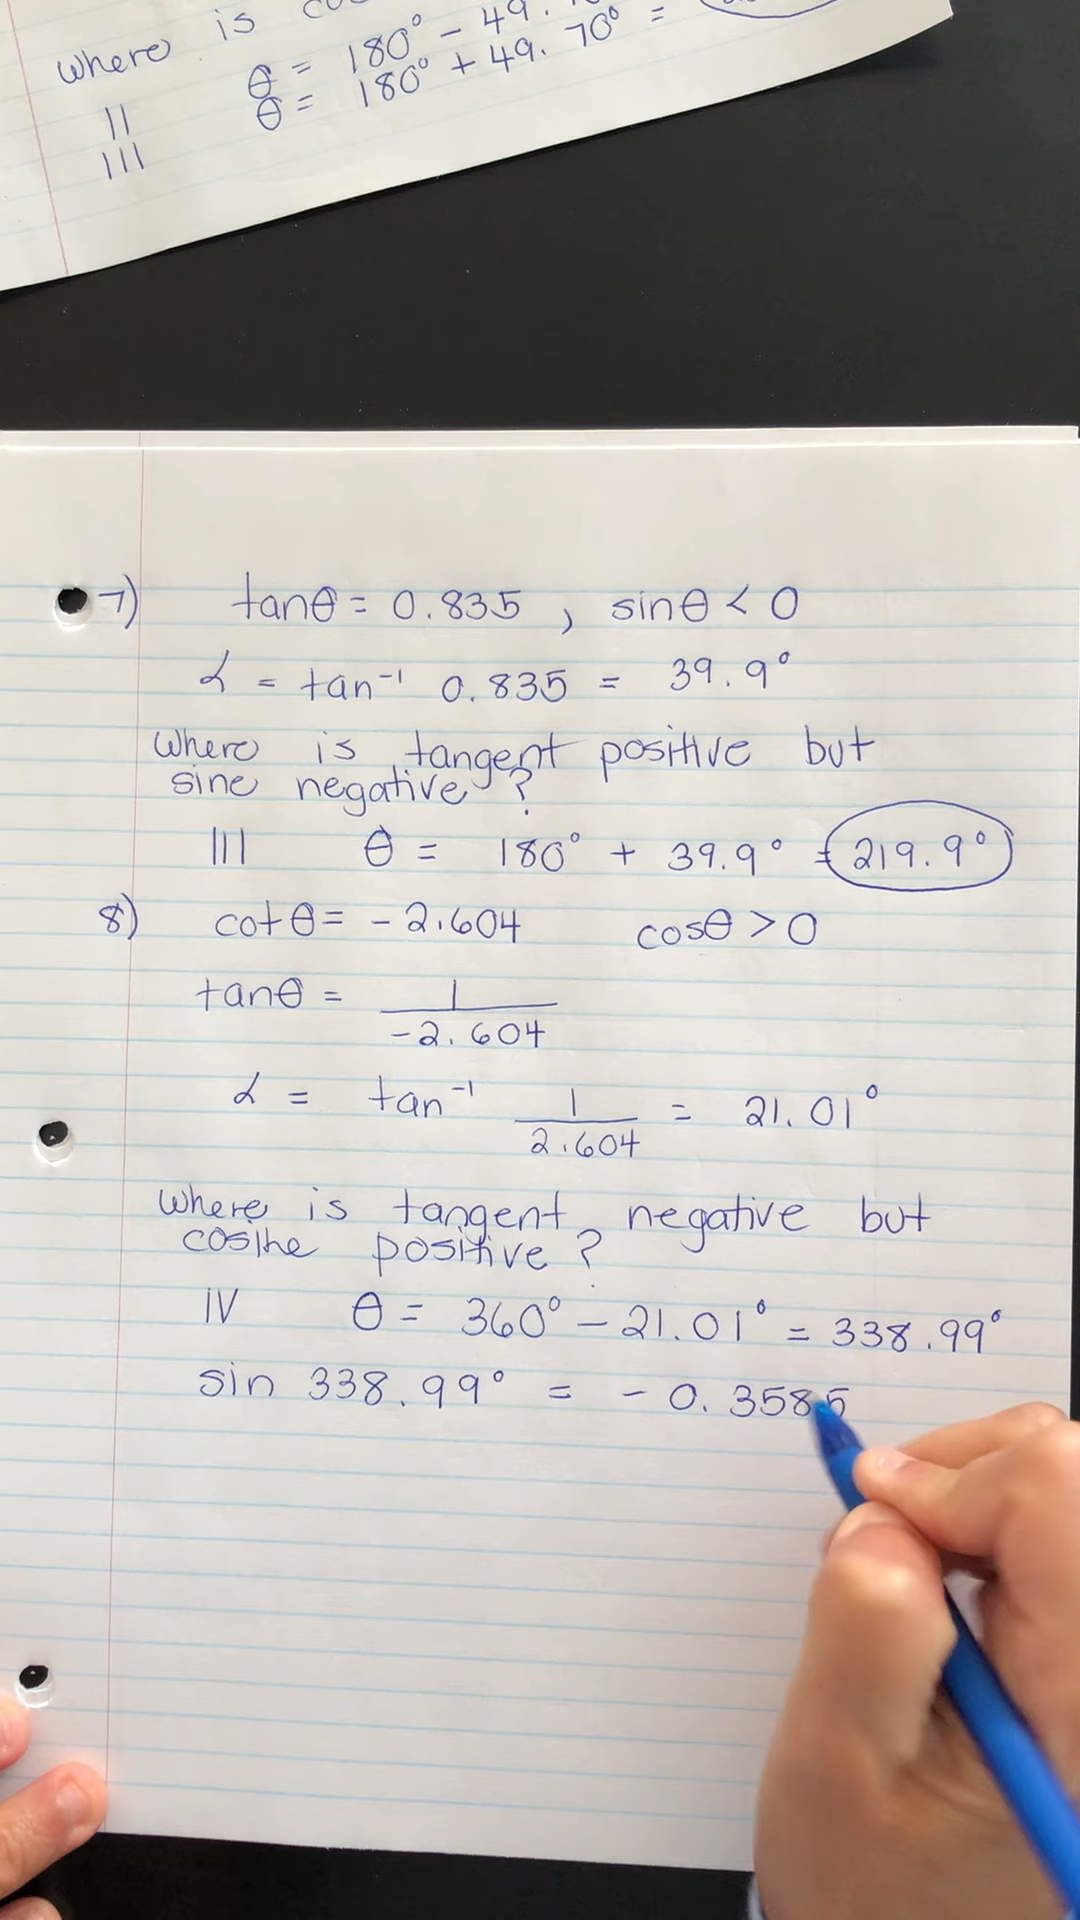 where is
II θ = 180° - 49.
III θ = 180° + 49.70° =
7) tanθ = 0.835 , sinθ < 0
α = tan⁻¹ 0.835 = 39.9°
where is tangent positive but
sine negative ?
III θ = 180° + 39.9° = 219.9°
8) cotθ = -2.604 cosθ > 0
tanθ = 1
-2.604
α = tan⁻¹ 1 = 21.01°
2.604
where is tangent negative but
cosine positive ?
IV θ = 360° - 21.01° = 338.99°
sin 338.99° = - 0.3585